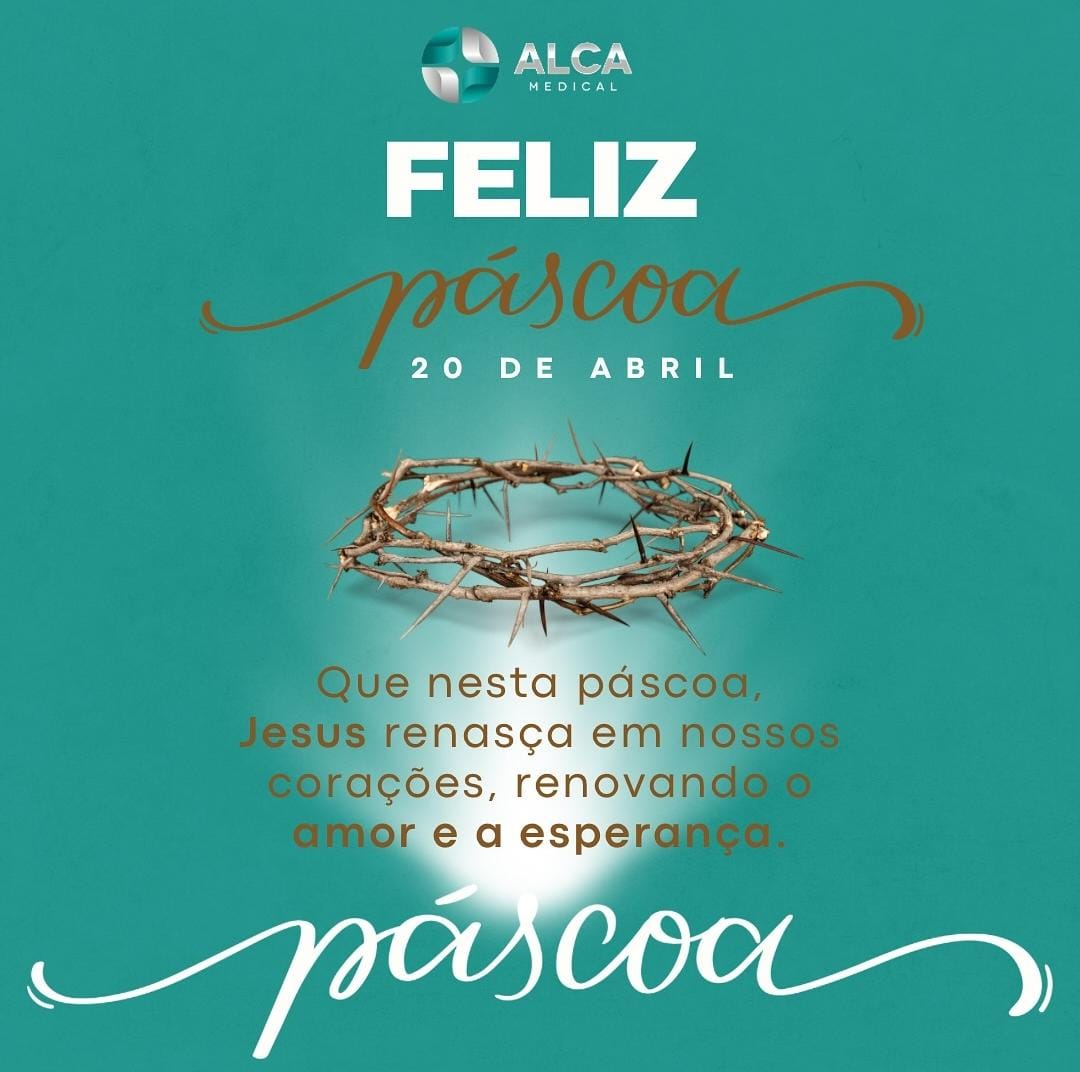 ALCA
MEDICAL
FELIZ
páscoa
20 DE ABRIL
Que nesta páscoa,
Jesus renasça em nossos
corações, renovando o
amor e a esperança.
páscoa